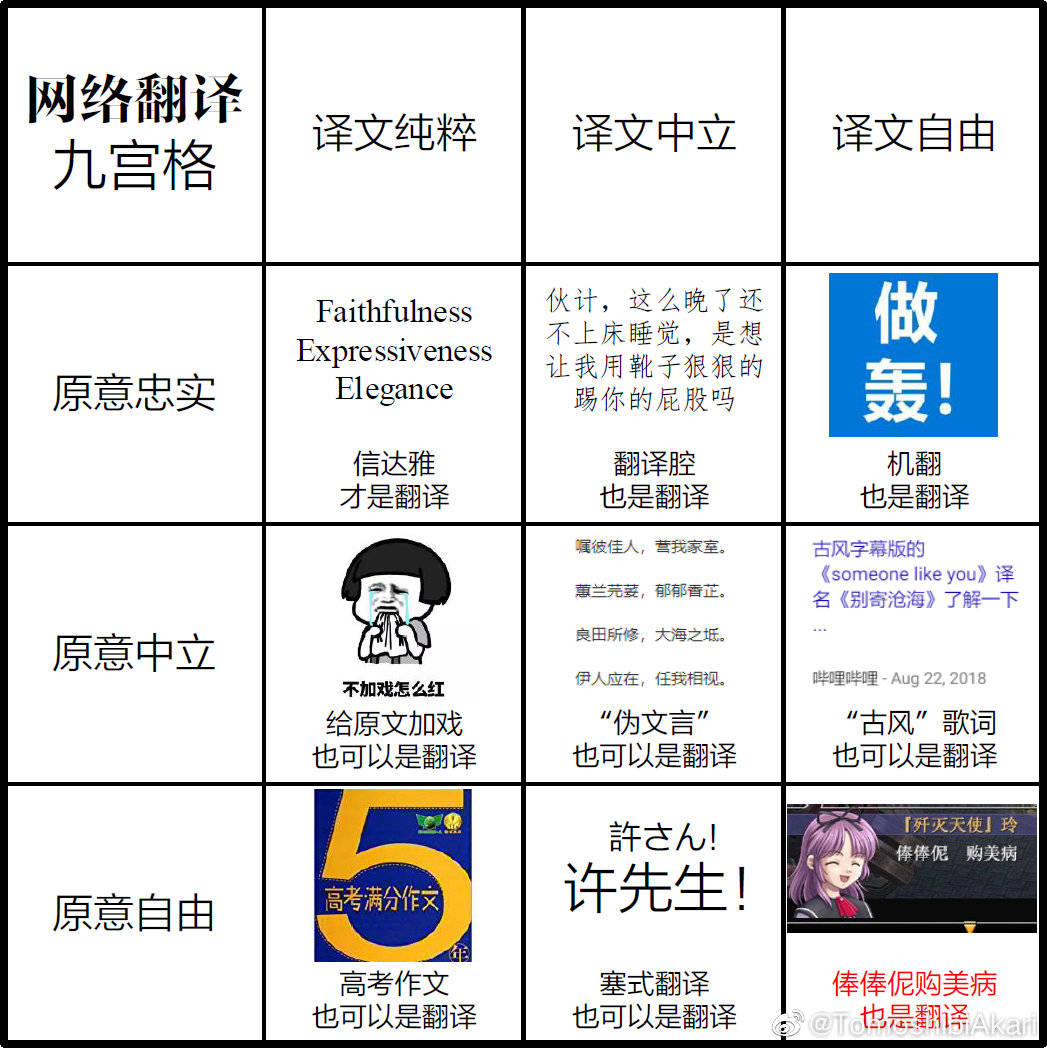 网络翻译
九宫格
译文纯粹
译文中立
译文自由
原意忠实
Faithfulness
Expressiveness
Elegance
信达雅
才是翻译
伙计，这么晚了还
不上床睡觉，是想
让我用靴子狠狠的
踢你的屁股吗
翻译腔
也是翻译
做
轰!
机翻
也是翻译
原意中立
不加戏怎么红
给原文加戏
也可以是翻译
嘱彼佳人，营我家室。
蕙兰芫荽，郁郁香芷。
良田所修，大海之坻。
伊人应在，任我相视。
“伪文言”
也可以是翻译
古风字幕版的
《someone like you》译
名《别寄沧海》了解一下
...
哔哩哔哩 - Aug 22, 2018
“古风”歌词
也可以是翻译
原意自由
5
高考满分作文
年
高考作文
也可以是翻译
許さん!
许先生!
塞式翻译
也可以是翻译
『歼灭天使』玲
俸俸伲 购美病
俸俸伲购美病
也是翻译
@TomoshibiAkari